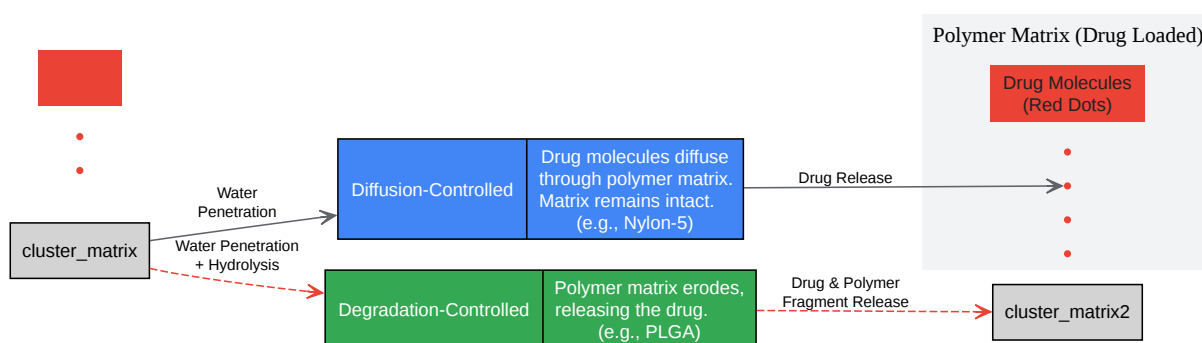 Polymer Matrix (Drug Loaded)
Drug Molecules
(Red Dots)
Diffusion-Controlled
Drug molecules diffuse
through polymer matrix.
Matrix remains intact.
(e.g., Nylon-5)
Drug Release
Water
Penetration
cluster_matrix
Water Penetration
+ Hydrolysis
Degradation-Controlled
Polymer matrix erodes,
releasing the drug.
(e.g., PLGA)
Drug & Polymer
Fragment Release
cluster_matrix2